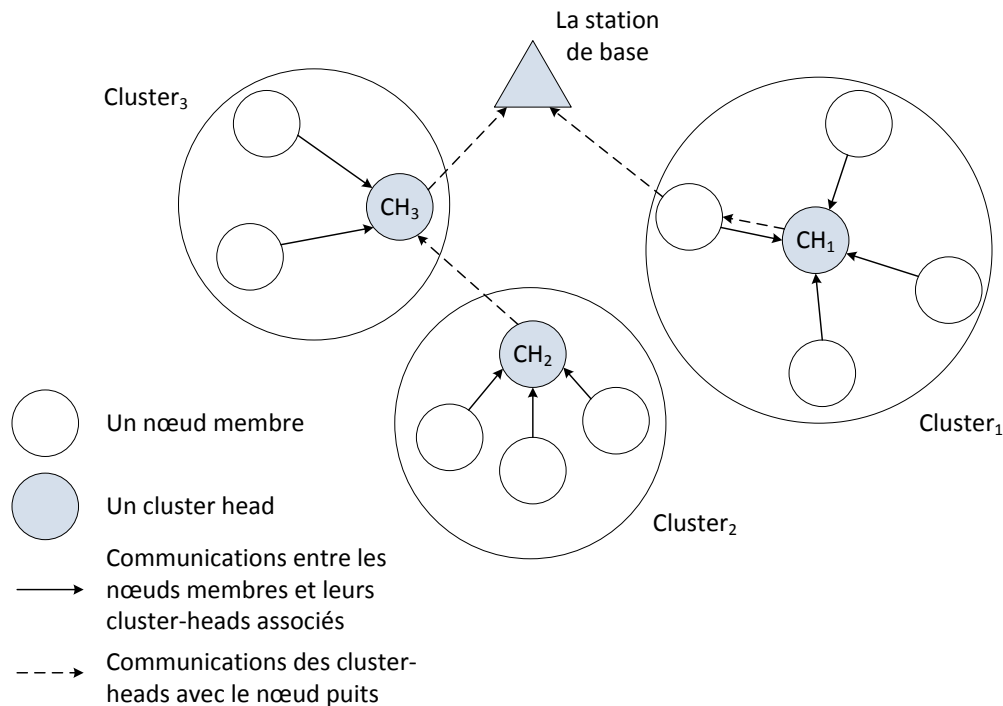 La station
de base
Cluster₃
CH₃
CH₁
CH₂
Cluster₁
Cluster₂
Un nœud membre
Un cluster head
Communications entre les
nœuds membres et leurs
cluster-heads associés
Communications des cluster-
heads avec le nœud puits